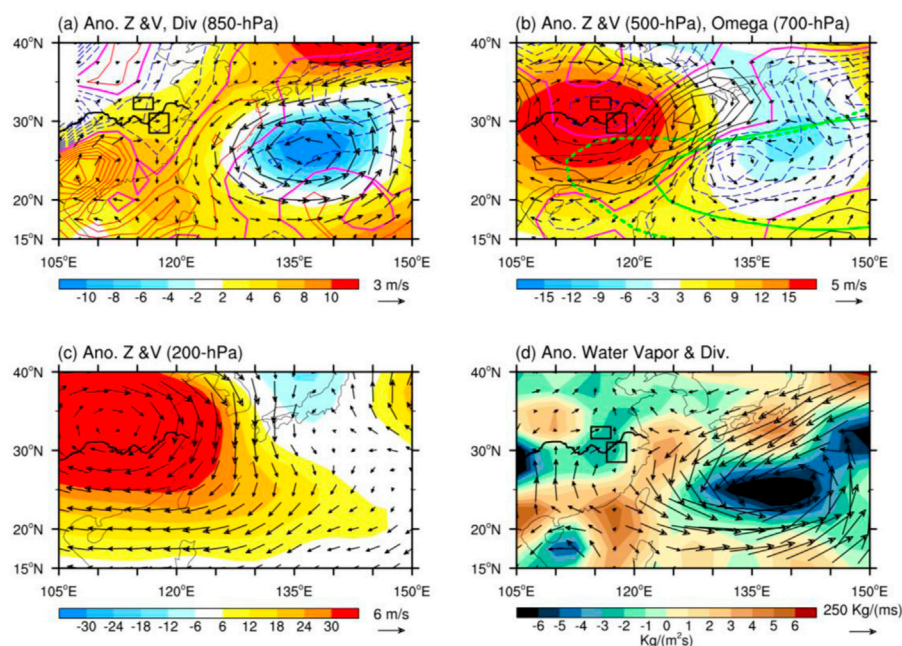 (a) Ano. Z &V, Div (850-hPa)
40°N
30°N
20°N
15°N
105°E 120°E 135°E 150°E
-10 -8 -6 -4 -2 2 4 6 8 10 3 m/s
(b) Ano. Z &V (500-hPa), Omega (700-hPa)
40°N
30°N
20°N
15°N
105°E 120°E 135°E 150°E
-15 -12 -9 -6 -3 3 6 9 12 15 5 m/s
(c) Ano. Z &V (200-hPa)
40°N
30°N
20°N
15°N
105°E 120°E 135°E 150°E
-30 -24 -18 -12 -6 6 12 18 24 30 6 m/s
(d) Ano. Water Vapor & Div.
40°N
30°N
20°N
15°N
105°E 120°E 135°E 150°E
-6 -5 -4 -3 -2 -1 0 1 2 3 4 5 6 250 Kg/(ms)
Kg/(m²s)